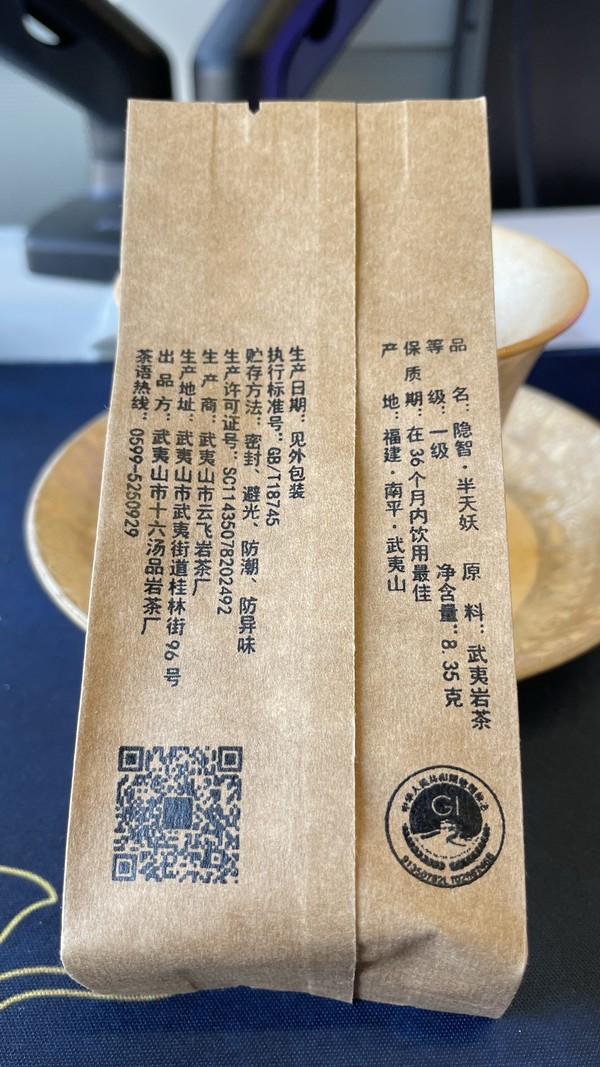 品名：隐智·半天妖
原料：武夷岩茶
等级：一级
净含量：8.35克
保质期：在36个月内饮用最佳
产地：福建·南平·武夷山
生产日期：见外包装
执行标准号：GB/T18745
贮存方法：密封、避光、防潮、防异味
生产许可证号：SC11435078202492
生产商：武夷山市云飞岩茶厂
生产地址：武夷山市武夷街道桂林街96号
出品方：武夷山市十六汤品岩茶厂
茶语热线：0599-5250929
GI